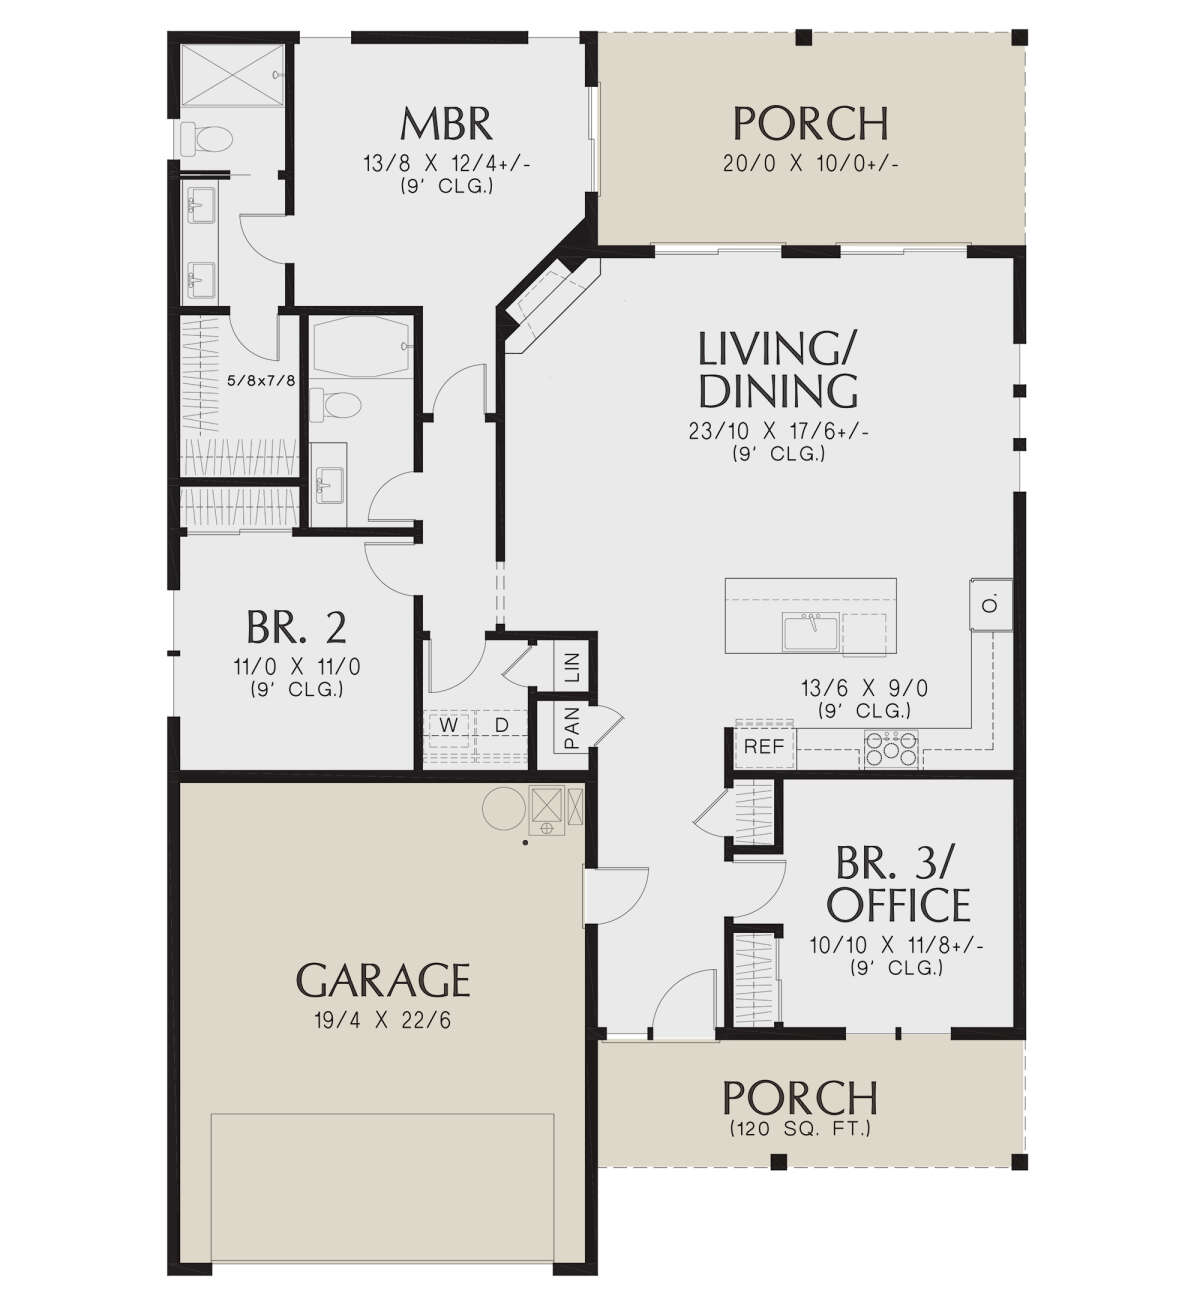 MBR
13/8 X 12/4+/-
(9' CLG.)
PORCH
20/0 X 10/0+/-
LIVING/
DINING
23/10 X 17/6+/-
(9' CLG.)
5/8x7/8
BR. 2
11/0 X 11/0
(9' CLG.)
O.
LIN
PAN
W
D
13/6 X 9/0
(9' CLG.)
REF
BR. 3/
OFFICE
10/10 X 11/8+/-
(9' CLG.)
GARAGE
19/4 X 22/6
PORCH
(120 SQ. FT.)